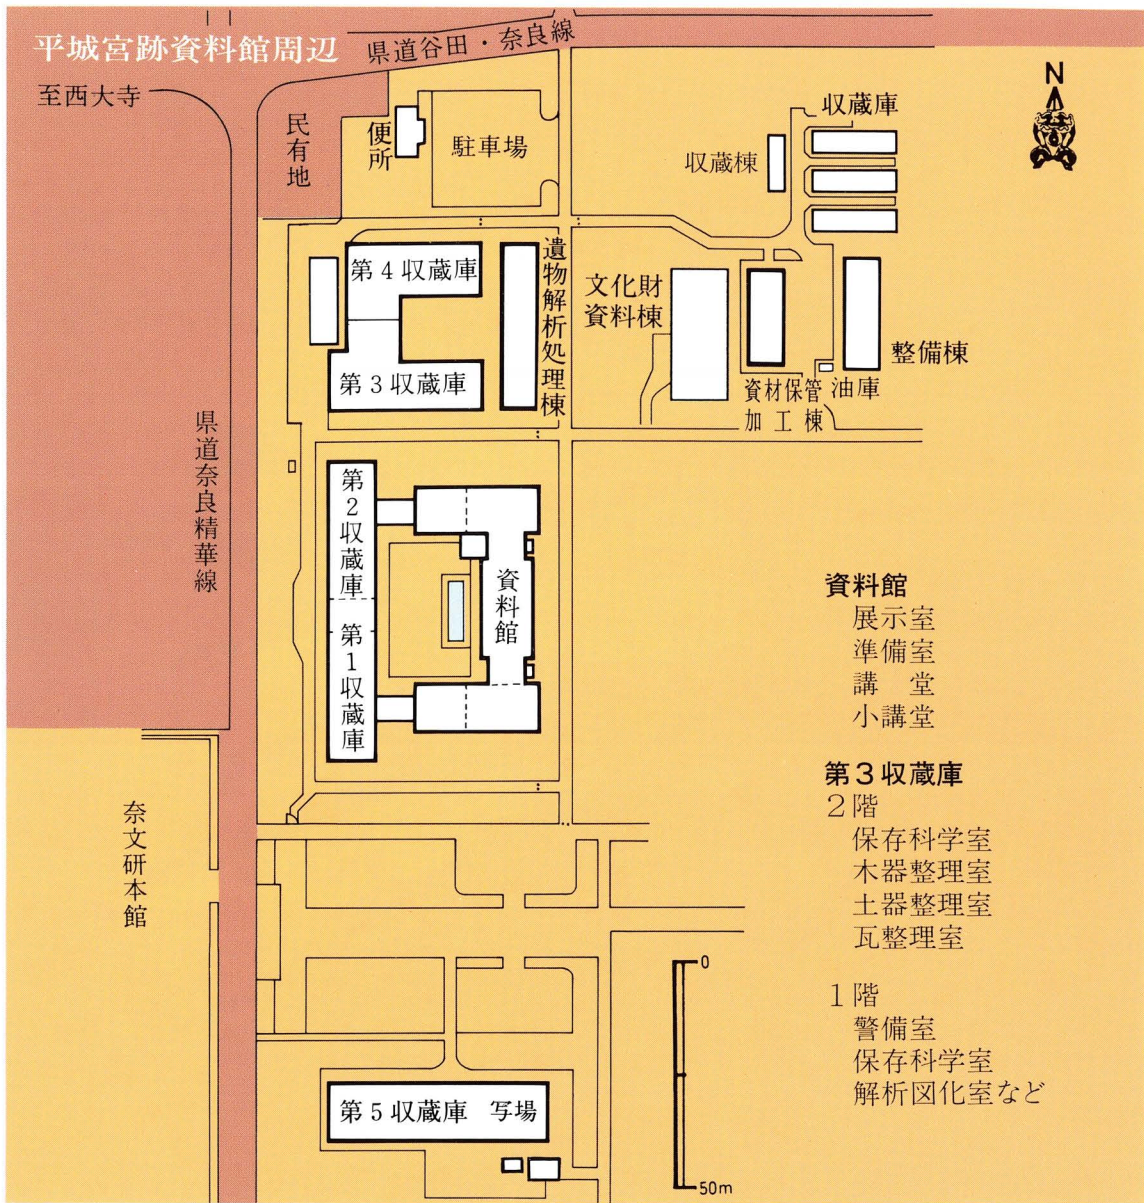 平城宮跡資料館周辺
県道谷田・奈良線
至西大寺
民有地
便所
駐車場
収蔵庫
収蔵棟
N
第4収蔵庫
遺物解析処理棟
文化財
資料棟
第3収蔵庫
整備棟
資材保管
加工棟
油庫
県道奈良精華線
第2収蔵庫
第1収蔵庫
資料館
奈文研本館
第5収蔵庫 写場
0
50m
資料館
展示室
準備室
講 堂
小講堂
第3収蔵庫
2階
保存科学室
木器整理室
土器整理室
瓦整理室
1階
警備室
保存科学室
解析図化室など